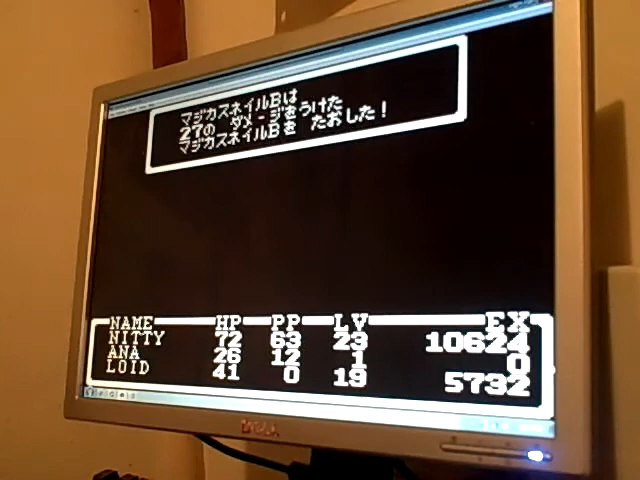 マジカスネイルBは
27の ダメージをうけた
マジカスネイルBを たおした!
NAME HP PP LV EX
NITTY 72 63 23 10624
ANA 26 12 1 0
LOID 41 0 19 5732
DELL